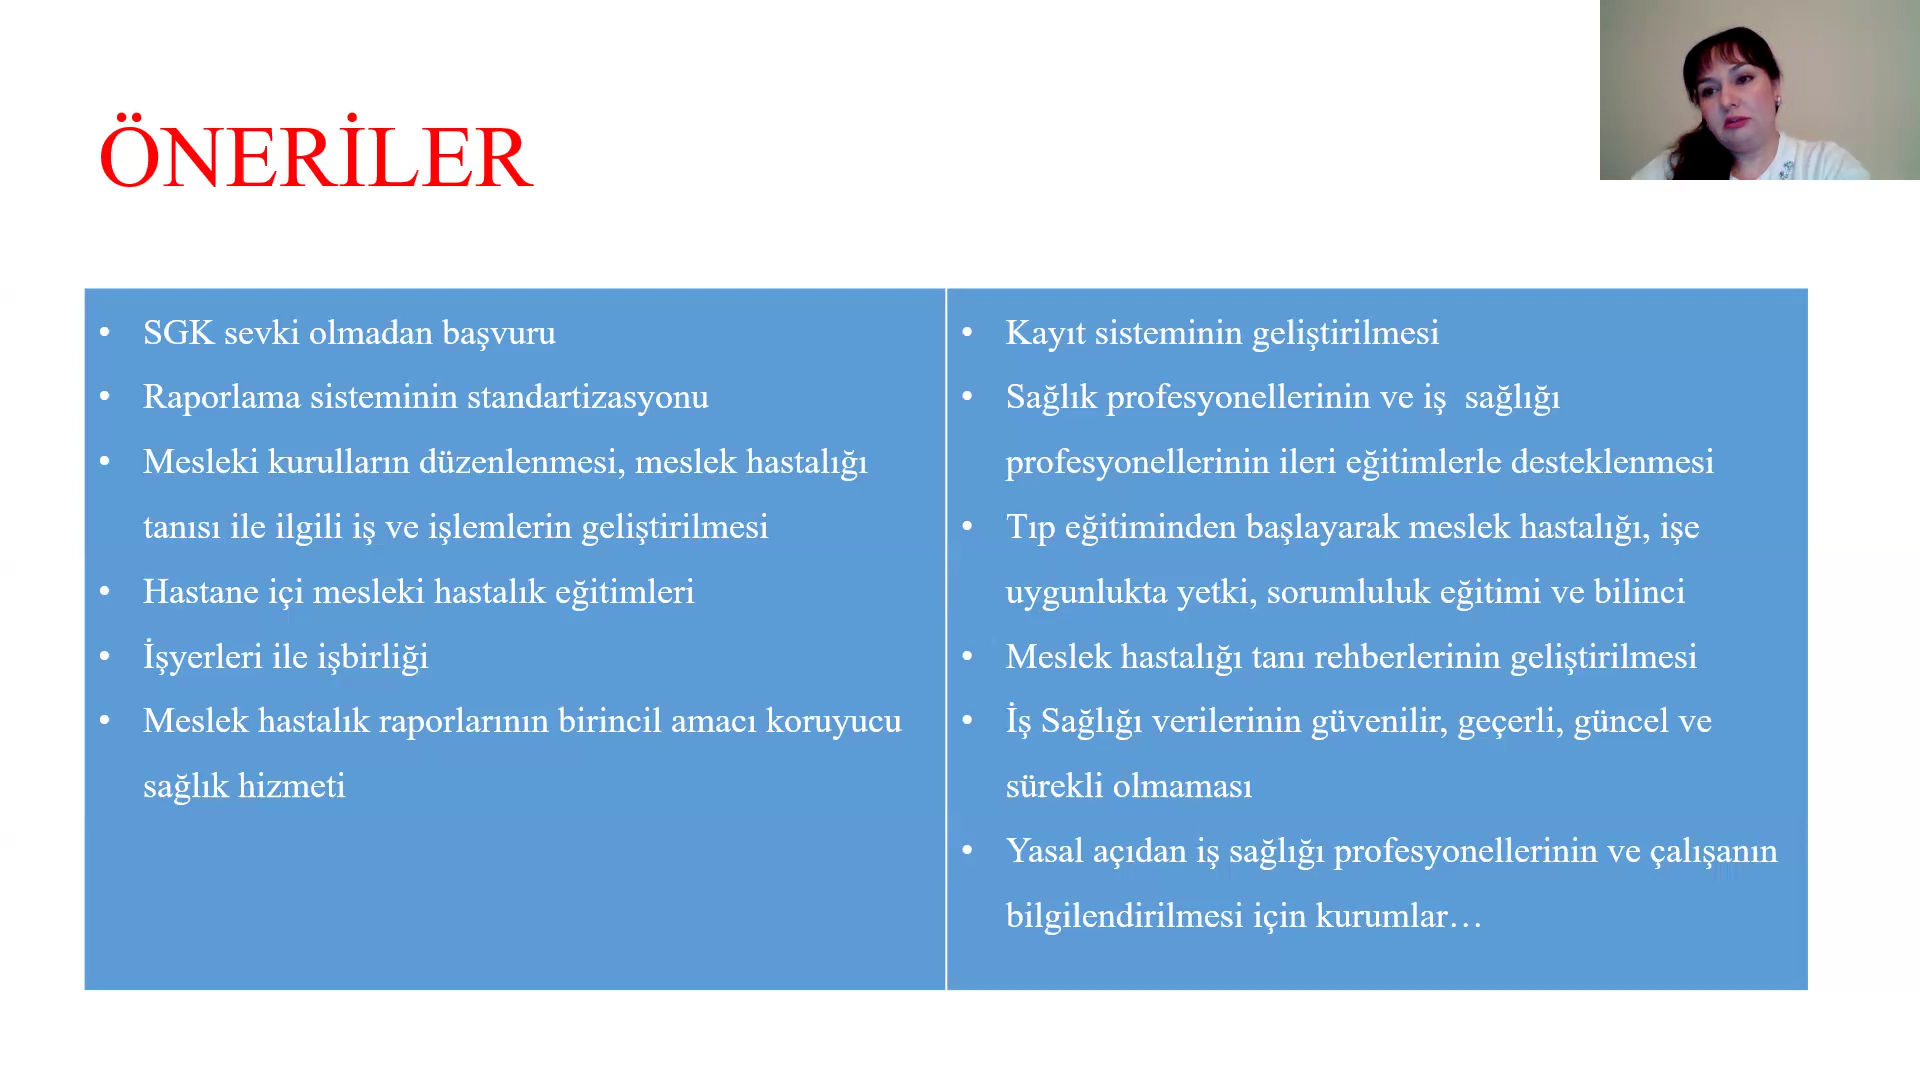 ÖNERİLER
• SGK sevki olmadan başvuru
• Raporlama sisteminin standartizasyonu
• Mesleki kurulların düzenlenmesi, meslek hastalığı
tanısı ile ilgili iş ve işlemlerin geliştirilmesi
• Hastane içi mesleki hastalık eğitimleri
• İşyerleri ile işbirliği
• Meslek hastalık raporlarının birincil amacı koruyucu
sağlık hizmeti
• Kayıt sisteminin geliştirilmesi
• Sağlık profesyonellerinin ve iş  sağlığı
profesyonellerinin ileri eğitimlerle desteklenmesi
• Tıp eğitiminden başlayarak meslek hastalığı, işe
uygunlukta yetki, sorumluluk eğitimi ve bilinci
• Meslek hastalığı tanı rehberlerinin geliştirilmesi
• İş Sağlığı verilerinin güvenilir, geçerli, güncel ve
sürekli olmaması
• Yasal açıdan iş sağlığı profesyonellerinin ve çalışanın
bilgilendirilmesi için kurumlar…